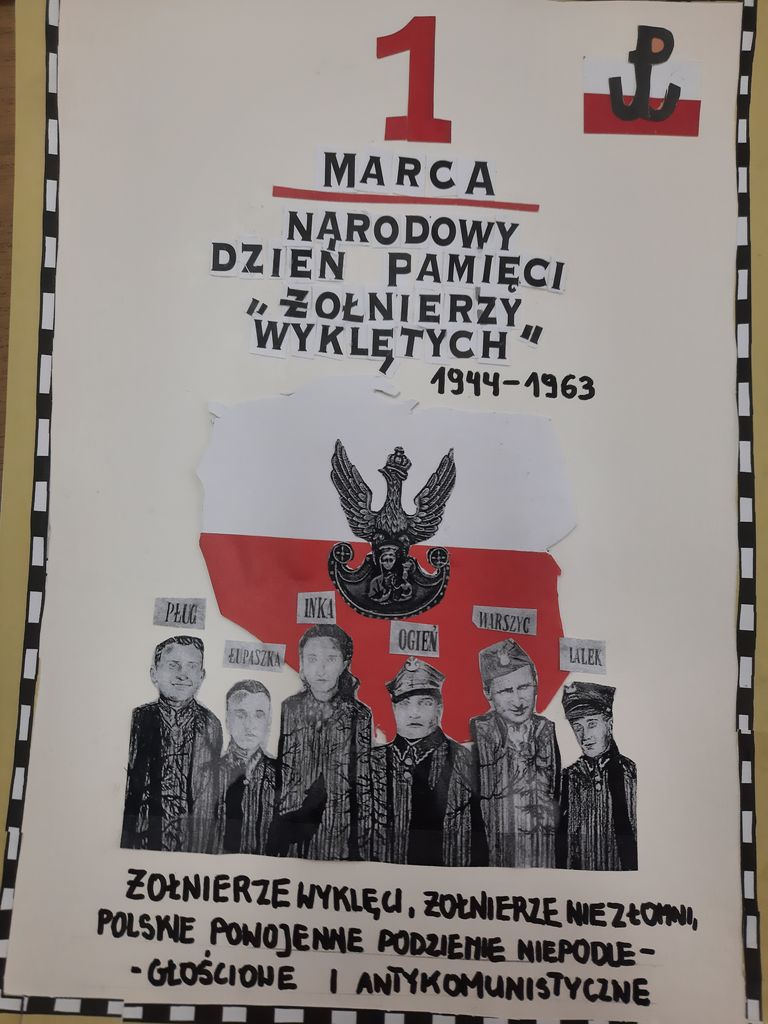 1
MARCA
NARODOWY
DZIEŃ PAMIĘCI
„ŻOŁNIERZY
WYKLĘTYCH"
1944-1963
PŁUG
ŁUPASZKA
INKA
OGIEŃ
WARSZYC
LALEK
ŻOŁNIERZE WYKLĘCI, ŻOŁNIERZE NIEZŁOMNI,
POLSKIE POWOJENNE PODZIEMIE NIEPODLE-
-GŁOŚCIONE I ANTYKOMUNISTYCZNE